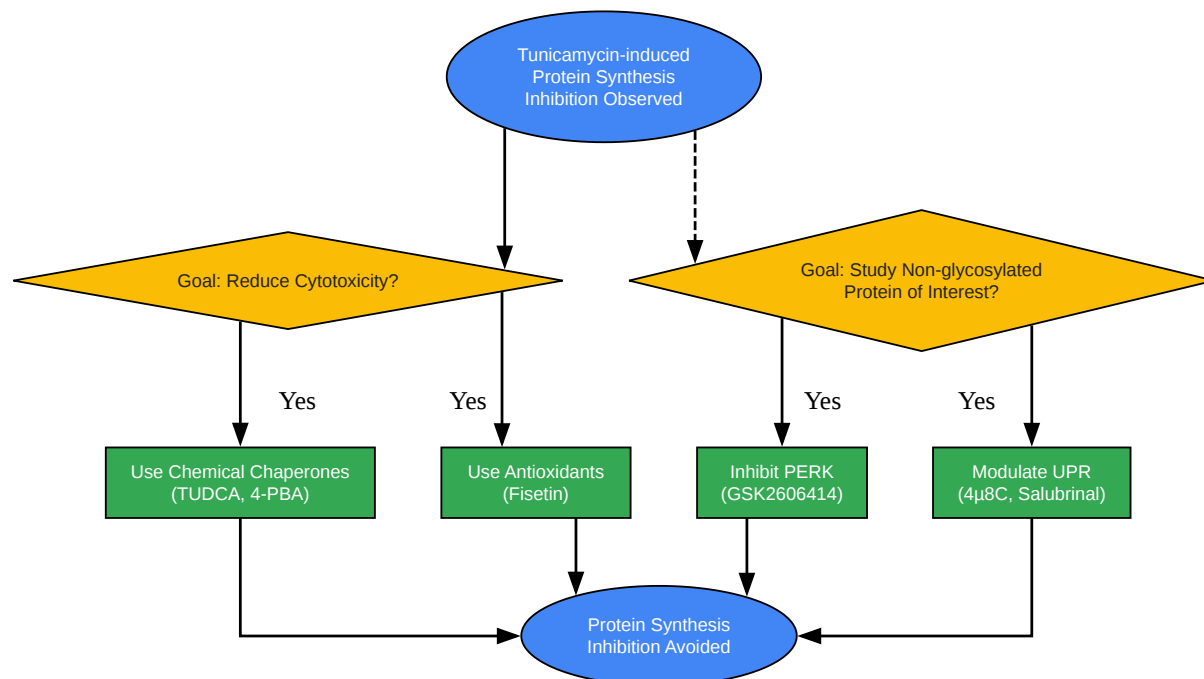 Tunicamycin-induced
Protein Synthesis
Inhibition Observed
Goal: Reduce Cytotoxicity?
Goal: Study Non-glycosylated
Protein of Interest?
Yes
Yes
Yes
Yes
Use Chemical Chaperones
(TUDCA, 4-PBA)
Use Antioxidants
(Fisetin)
Inhibit PERK
(GSK2606414)
Modulate UPR
(4µ8C, Salubrinal)
Protein Synthesis
Inhibition Avoided